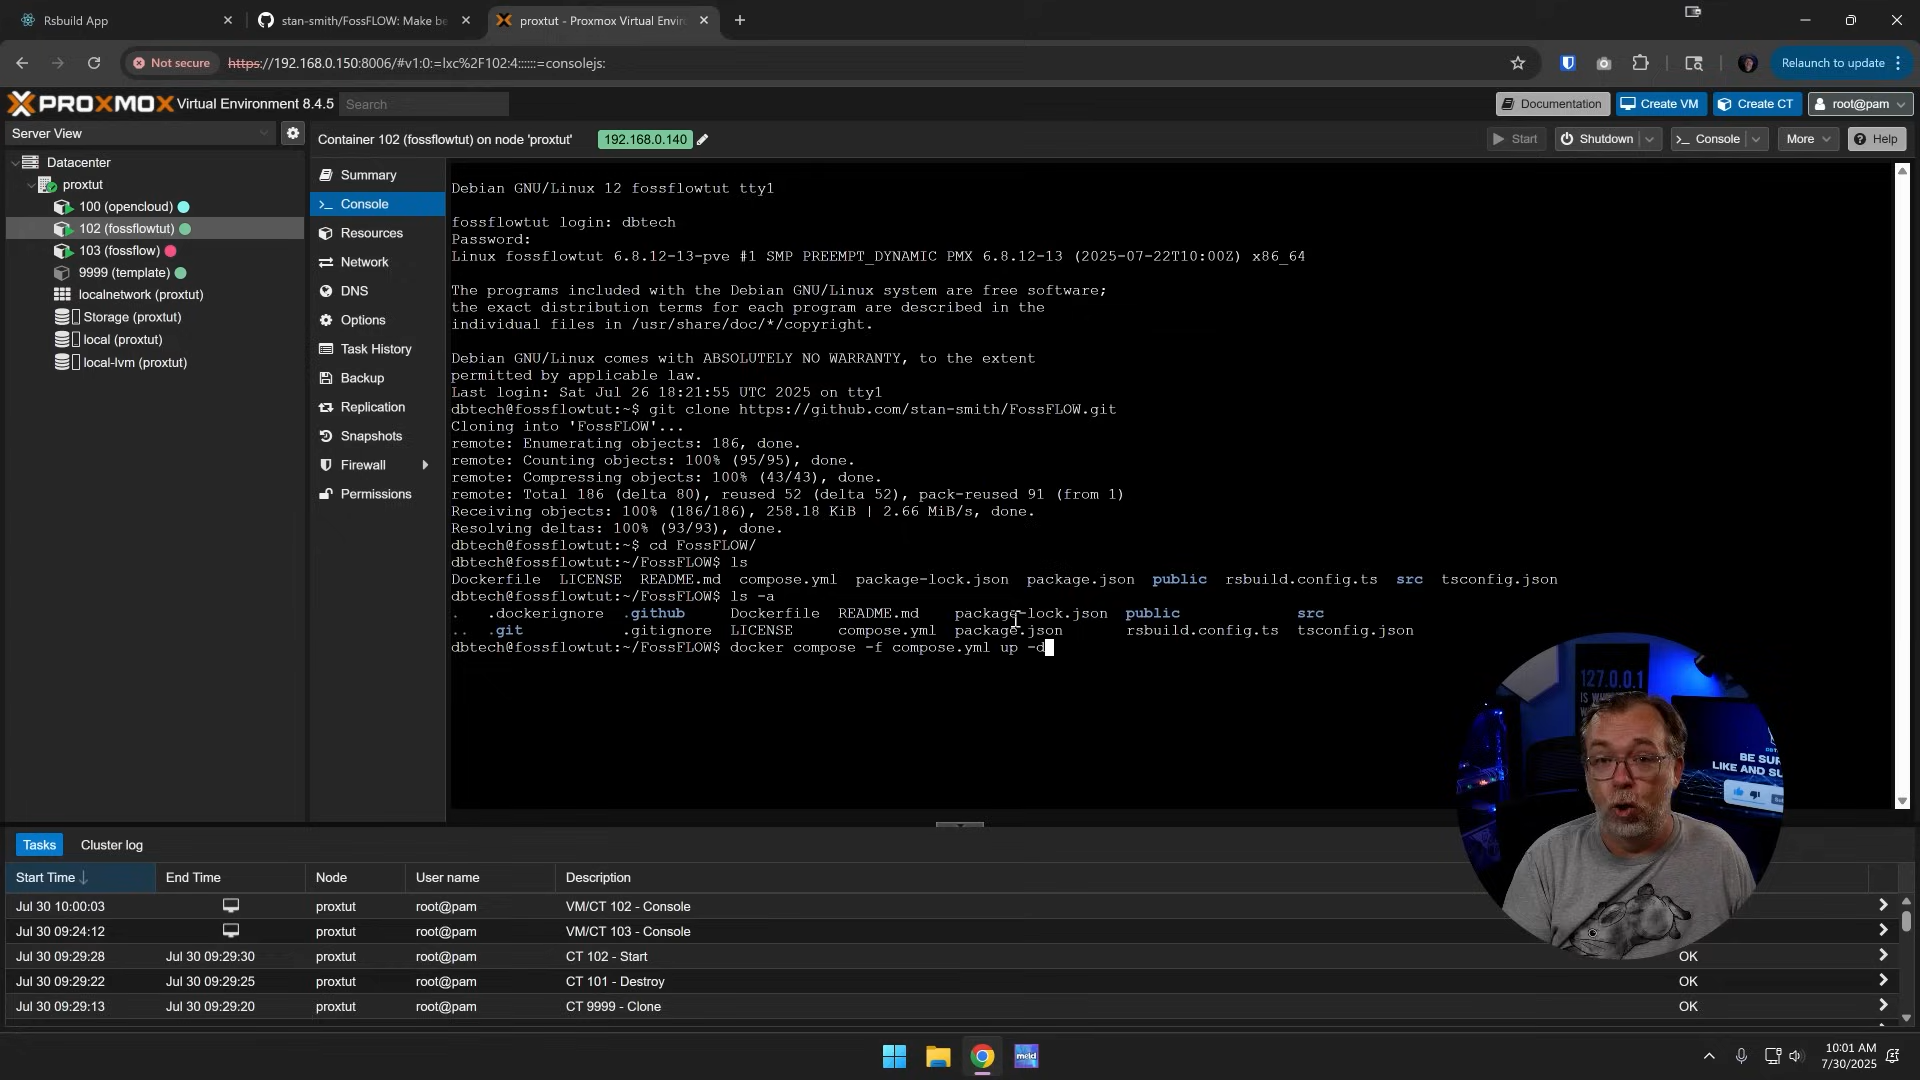 Rsbuild App
stan-smith/FossFLOW: Make be
proxtut - Proxmox Virtual Enviro
Not secure
https://192.168.0.150:8006/#v1:0:=lxc%2F102:4::::::=consolejs:
Relaunch to update
PROXMOX Virtual Environment 8.4.5
Search
Documentation
Create VM
Create CT
root@pam
Server View
Container 102 (fossflowtut) on node 'proxtut'
192.168.0.140
Start
Shutdown
Console
More
Help
Datacenter
proxtut
100 (opencloud)
102 (fossflowtut)
103 (fossflow)
9999 (template)
localnetwork (proxtut)
Storage (proxtut)
local (proxtut)
local-lvm (proxtut)
Summary
Console
Resources
Network
DNS
Options
Task History
Backup
Replication
Snapshots
Firewall
Permissions
Debian GNU/Linux 12 fossflowtut tty1
fossflowtut login: dbtech
Password:
Linux fossflowtut 6.8.12-13-pve #1 SMP PREEMPT_DYNAMIC PMX 6.8.12-13 (2025-07-22T10:00Z) x86_64
The programs included with the Debian GNU/Linux system are free software;
the exact distribution terms for each program are described in the
individual files in /usr/share/doc/*/copyright.
Debian GNU/Linux comes with ABSOLUTELY NO WARRANTY, to the extent
permitted by applicable law.
Last login: Sat Jul 26 18:21:55 UTC 2025 on tty1
dbtech@fossflowtut:~$ git clone https://github.com/stan-smith/FossFLOW.git
Cloning into 'FossFLOW'...
remote: Enumerating objects: 186, done.
remote: Counting objects: 100% (95/95), done.
remote: Compressing objects: 100% (43/43), done.
remote: Total 186 (delta 80), reused 52 (delta 52), pack-reused 91 (from 1)
Receiving objects: 100% (186/186), 258.18 KiB | 2.66 MiB/s, done.
Resolving deltas: 100% (93/93), done.
dbtech@fossflowtut:~$ cd FossFLOW/
dbtech@fossflowtut:~/FossFLOW$ ls
Dockerfile LICENSE README.md compose.yml package-lock.json package.json public rsbuild.config.ts src tsconfig.json
dbtech@fossflowtut:~/FossFLOW$ ls -a
. .dockerignore .github Dockerfile README.md package-lock.json public src
.. .git .gitignore LICENSE compose.yml package.json rsbuild.config.ts tsconfig.json
dbtech@fossflowtut:~/FossFLOW$ docker compose -f compose.yml up -d
127.0.0.1
BE SUR
LIKE AND SU
Tasks
Cluster log
Start Time End Time Node User name Description
Jul 30 10:00:03 proxtut root@pam VM/CT 102 - Console
Jul 30 09:24:12 proxtut root@pam VM/CT 103 - Console
Jul 30 09:29:28 Jul 30 09:29:30 proxtut root@pam CT 102 - Start OK
Jul 30 09:29:22 Jul 30 09:29:25 proxtut root@pam CT 101 - Destroy OK
Jul 30 09:29:13 Jul 30 09:29:20 proxtut root@pam CT 9999 - Clone OK
meld
10:01 AM
7/30/2025